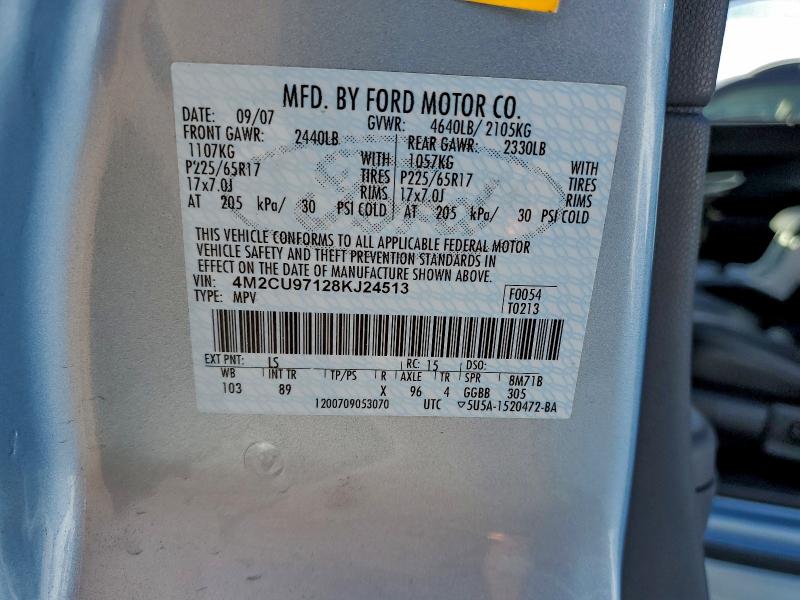 MFD. BY FORD MOTOR CO.
DATE: 09/07 GVWR: 4640LB/ 2105KG
FRONT GAWR: 2440LB REAR GAWR: 2330LB
1107KG WITH 1057KG WITH
P225/65R17 TIRES P225/65R17 TIRES
17x7.0J RIMS 17x7.0J RIMS
AT 205 kPa/ 30 PSI COLD AT 205 kPa/ 30 PSI COLD
THIS VEHICLE CONFORMS TO ALL APPLICABLE FEDERAL MOTOR
VEHICLE SAFETY AND THEFT PREVENTION STANDARDS IN
EFFECT ON THE DATE OF MANUFACTURE SHOWN ABOVE.
VIN: 4M2CU97128KJ24513 F0054
TYPE: MPV T0213
EXT PNT: LS RC: 15 DSO:
WB INT TR TP/PS R AXLE TR SPR 8M71B
103 89 X 96 4 GGBB 305
1200709053070 UTC ▽5U5A-1520472-BA